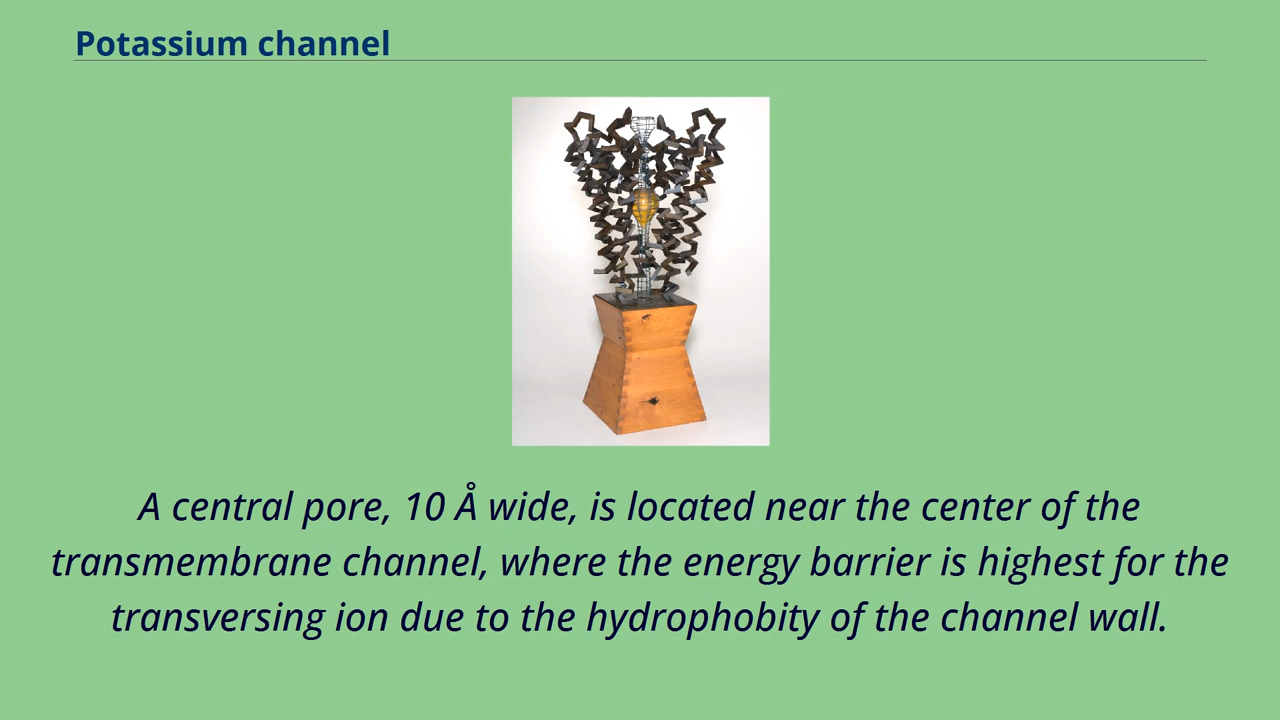 Potassium channel
A central pore, 10 Å wide, is located near the center of the
transmembrane channel, where the energy barrier is highest for the
transversing ion due to the hydrophobity of the channel wall.